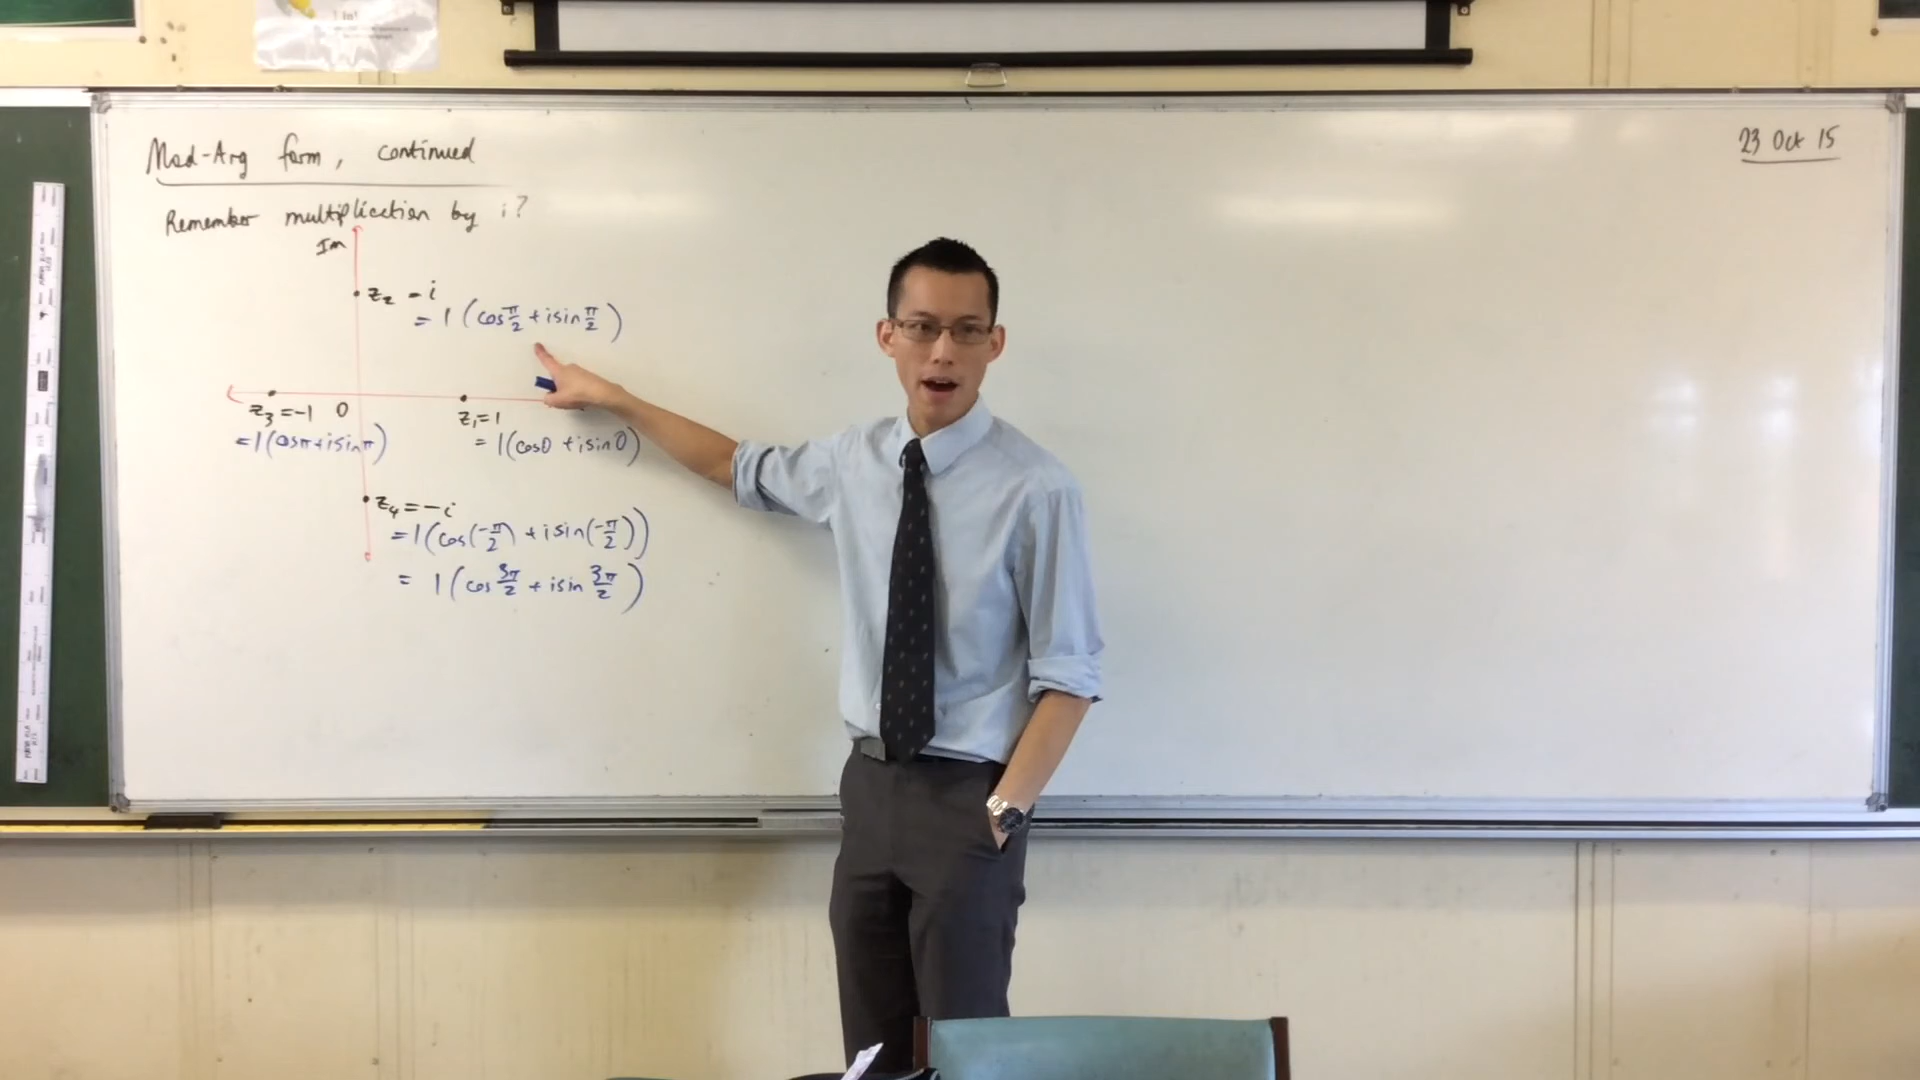 In!
Mod-Arg form, continued
23 Oct 15
Remember multiplication by i?
Im
z₂ = i
= 1 (cos π/2 + i sin π/2)
z₃ = -1
0
z₁ = 1
= 1 (cos π + i sin π)
= 1 (cos 0 + i sin 0)
z₄ = -i
= 1 (cos(-π/2) + i sin(-π/2))
= 1 (cos 3π/2 + i sin 3π/2)